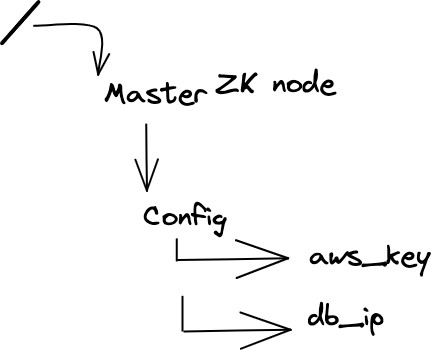 /
Master ZK node
Config
aws_key
db_ip